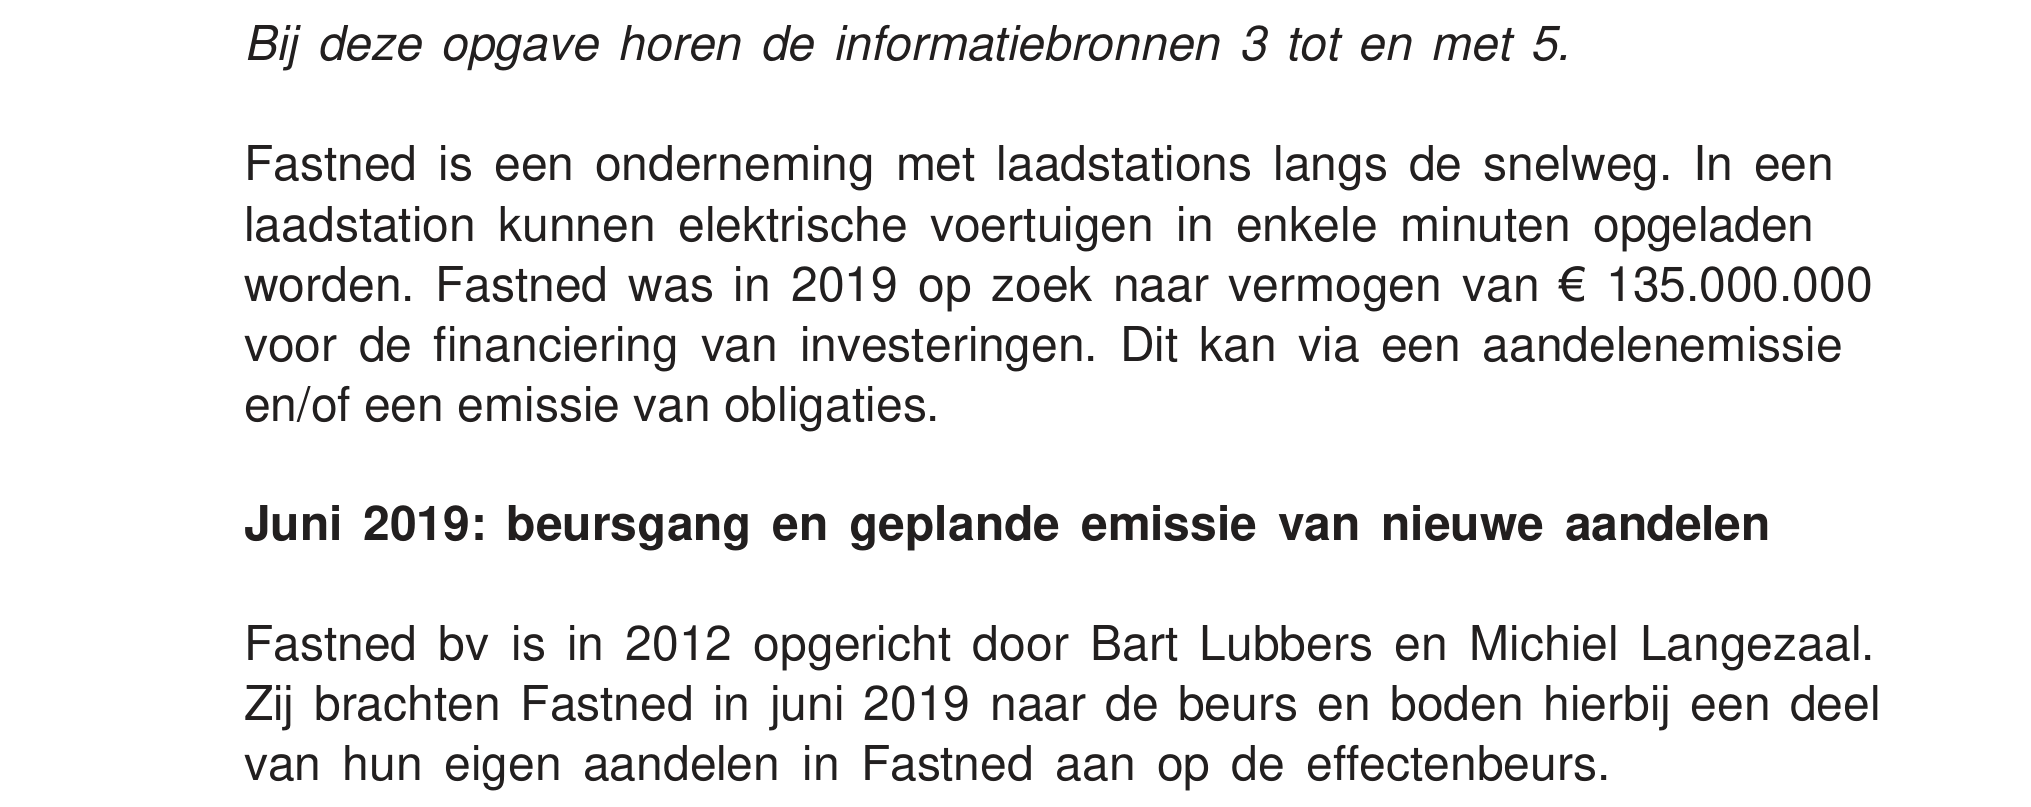 Bij deze opgave horen de informatiebronnen 3 tot en met 5.
Fastned is een onderneming met laadstations langs de snelweg. In een
laadstation kunnen elektrische voertuigen in enkele minuten opgeladen
worden. Fastned was in 2019 op zoek naar vermogen van € 135.000.000
voor de financiering van investeringen. Dit kan via een aandelenemissie
en/of een emissie van obligaties.
Juni 2019: beursgang en geplande emissie van nieuwe aandelen
Fastned bv is in 2012 opgericht door Bart Lubbers en Michiel Langezaal.
Zij brachten Fastned in juni 2019 naar de beurs en boden hierbij een deel
van hun eigen aandelen in Fastned aan op de effectenbeurs.